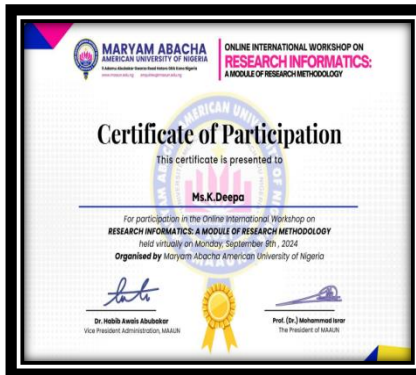 MARYAM ABACHA
AMERICAN UNIVERSITY OF NIGERIA
ONLINE INTERNATIONAL WORKSHOP ON
RESEARCH INFORMATICS:
A MODULE OF RESEARCH METHODOLOGY
Certificate of Participation
This certificate is presented to
Ms.K.Deepa
For participation in the Online International Workshop on
RESEARCH INFORMATICS: A MODULE OF RESEARCH METHODOLOGY
held virtually on Monday, September 9th, 2024
Organised by Maryam Abacha American University of Nigeria
Dr. Habib Awais Abubakar
Vice President Administration, MAAUN
Prof. (Dr.) Mohammad Israr
The President of MAAUN